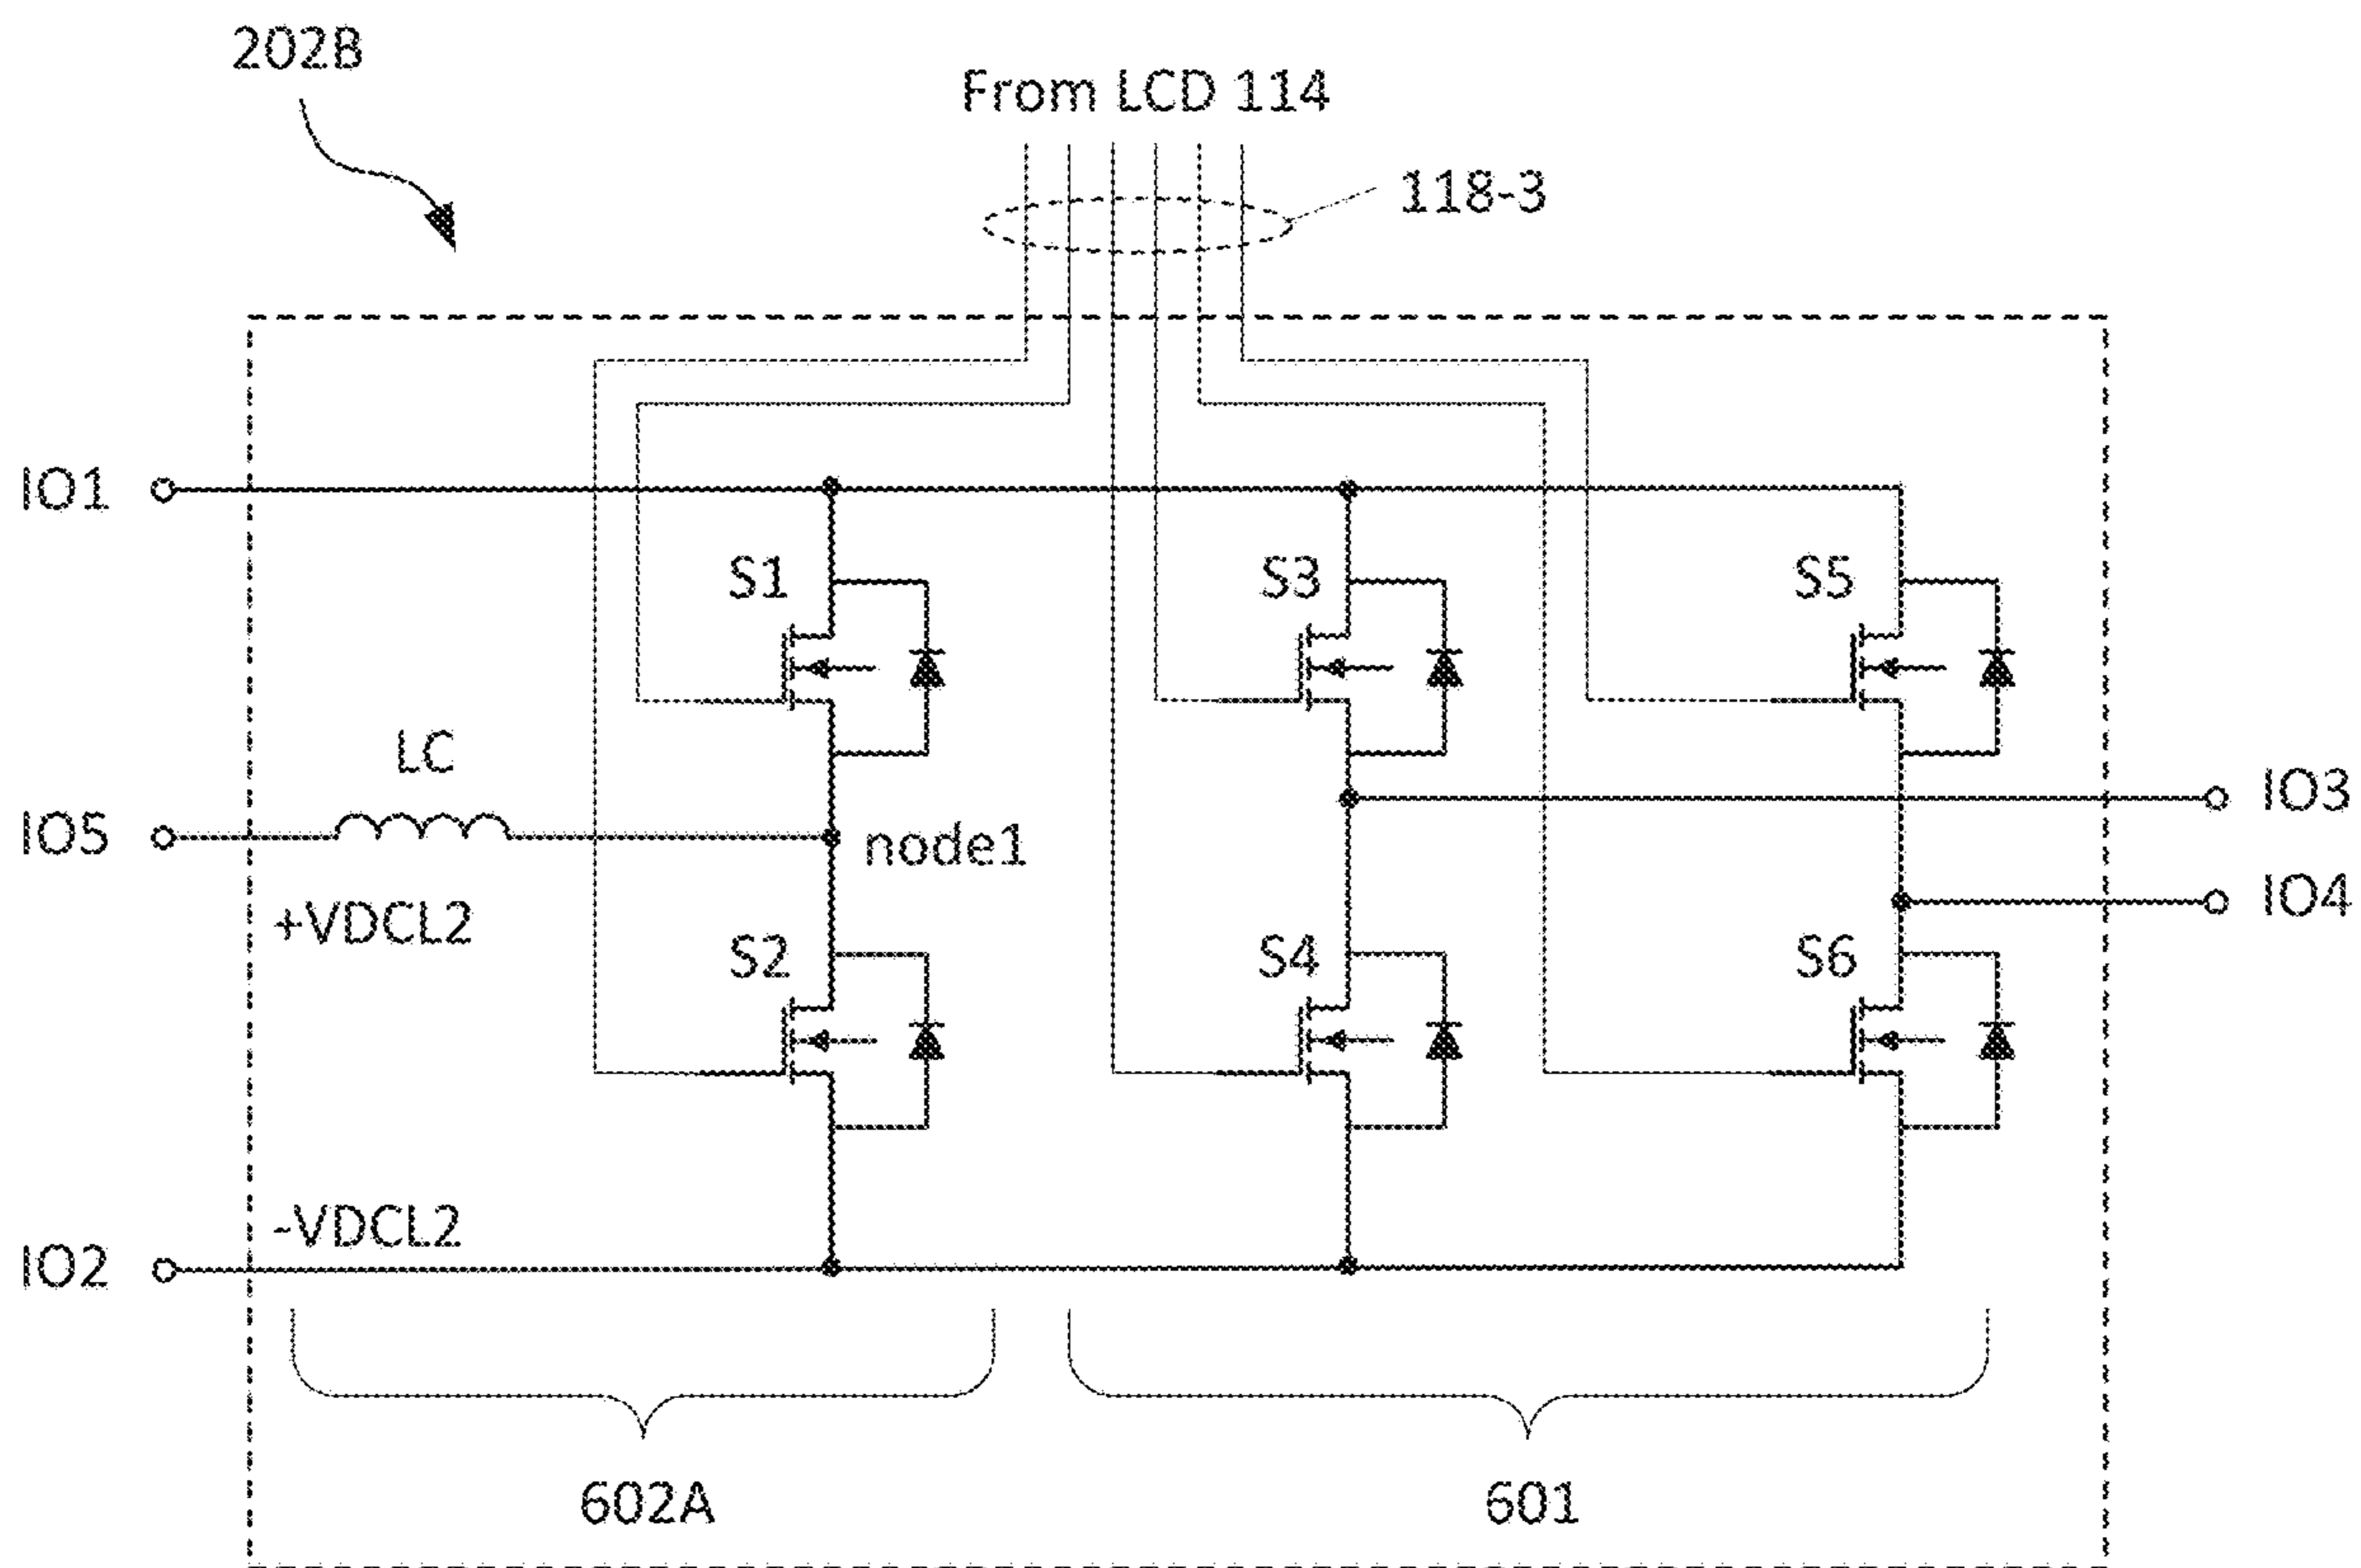 202B
From LCD 114
118-3
IO1
S1
S3
S5
LC
IO3
IO5
node1
IO4
+VDCL2
S2
S4
S6
-VDCL2
IO2
602A
601